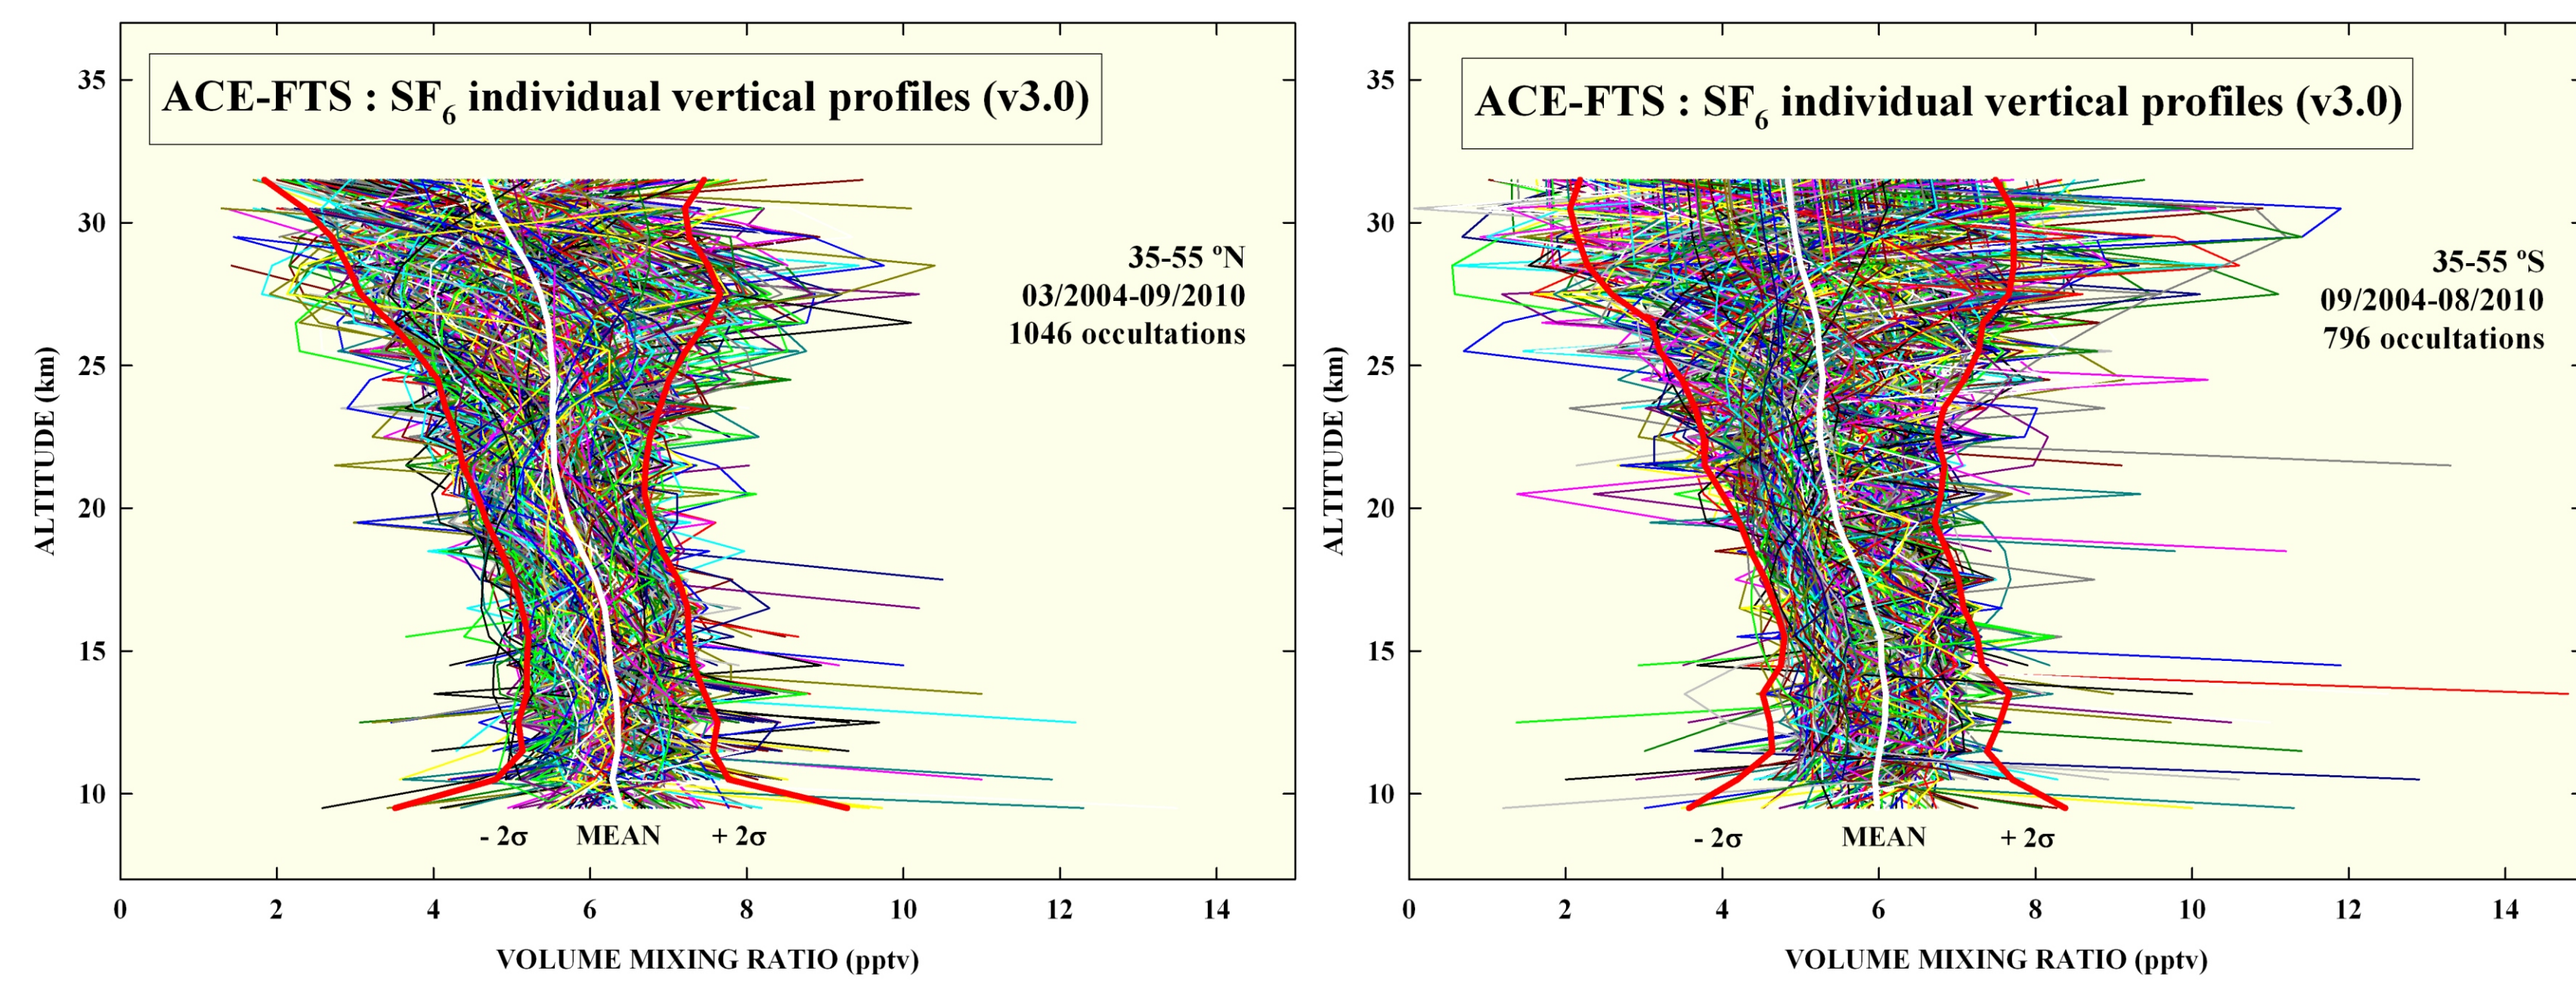 ACE-FTS : SF6 individual vertical profiles (v3.0)
35-55 ºN
03/2004-09/2010
1046 occultations
ALTITUDE (km)
35
30
25
20
15
10
- 2σ MEAN + 2σ
0 2 4 6 8 10 12 14
VOLUME MIXING RATIO (pptv)
ACE-FTS : SF6 individual vertical profiles (v3.0)
35-55 ºS
09/2004-08/2010
796 occultations
ALTITUDE (km)
35
30
25
20
15
10
- 2σ MEAN + 2σ
0 2 4 6 8 10 12 14
VOLUME MIXING RATIO (pptv)